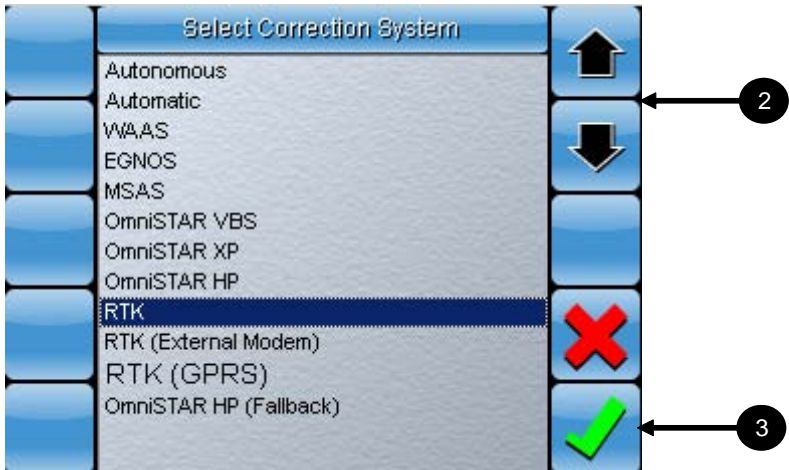 Select Correction System
Autonomous
Automatic
WAAS
EGNOS
MSAS
OmniSTAR VBS
OmniSTAR XP
OmniSTAR HP
RTK
RTK (External Modem)
RTK (GPRS)
OmniSTAR HP (Fallback)
2
3